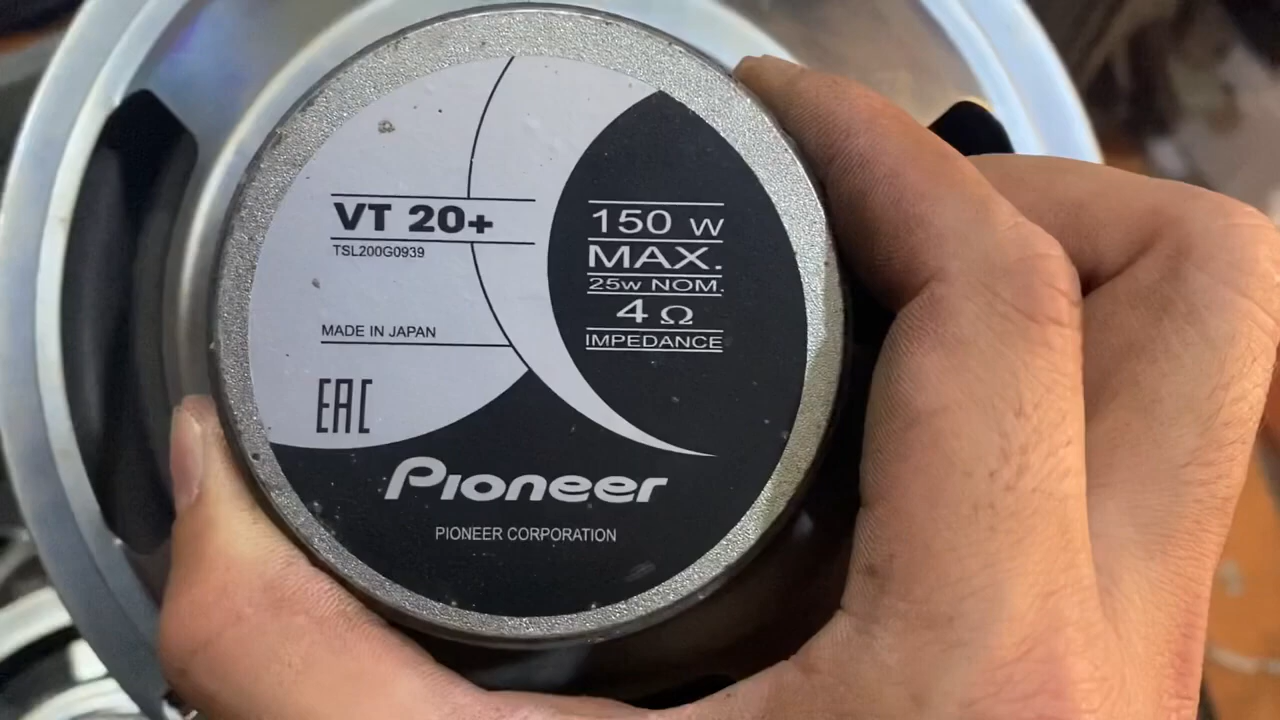 VT 20+
TSL200G0939
MADE IN JAPAN
EAC
150 W
MAX.
25W NOM.
4 Ω
IMPEDANCE
Pioneer
PIONEER CORPORATION